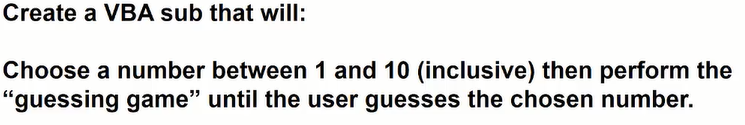 Create a VBA sub that will:
Choose a number between 1 and 10 (inclusive) then perform the
“guessing game” until the user guesses the chosen number.